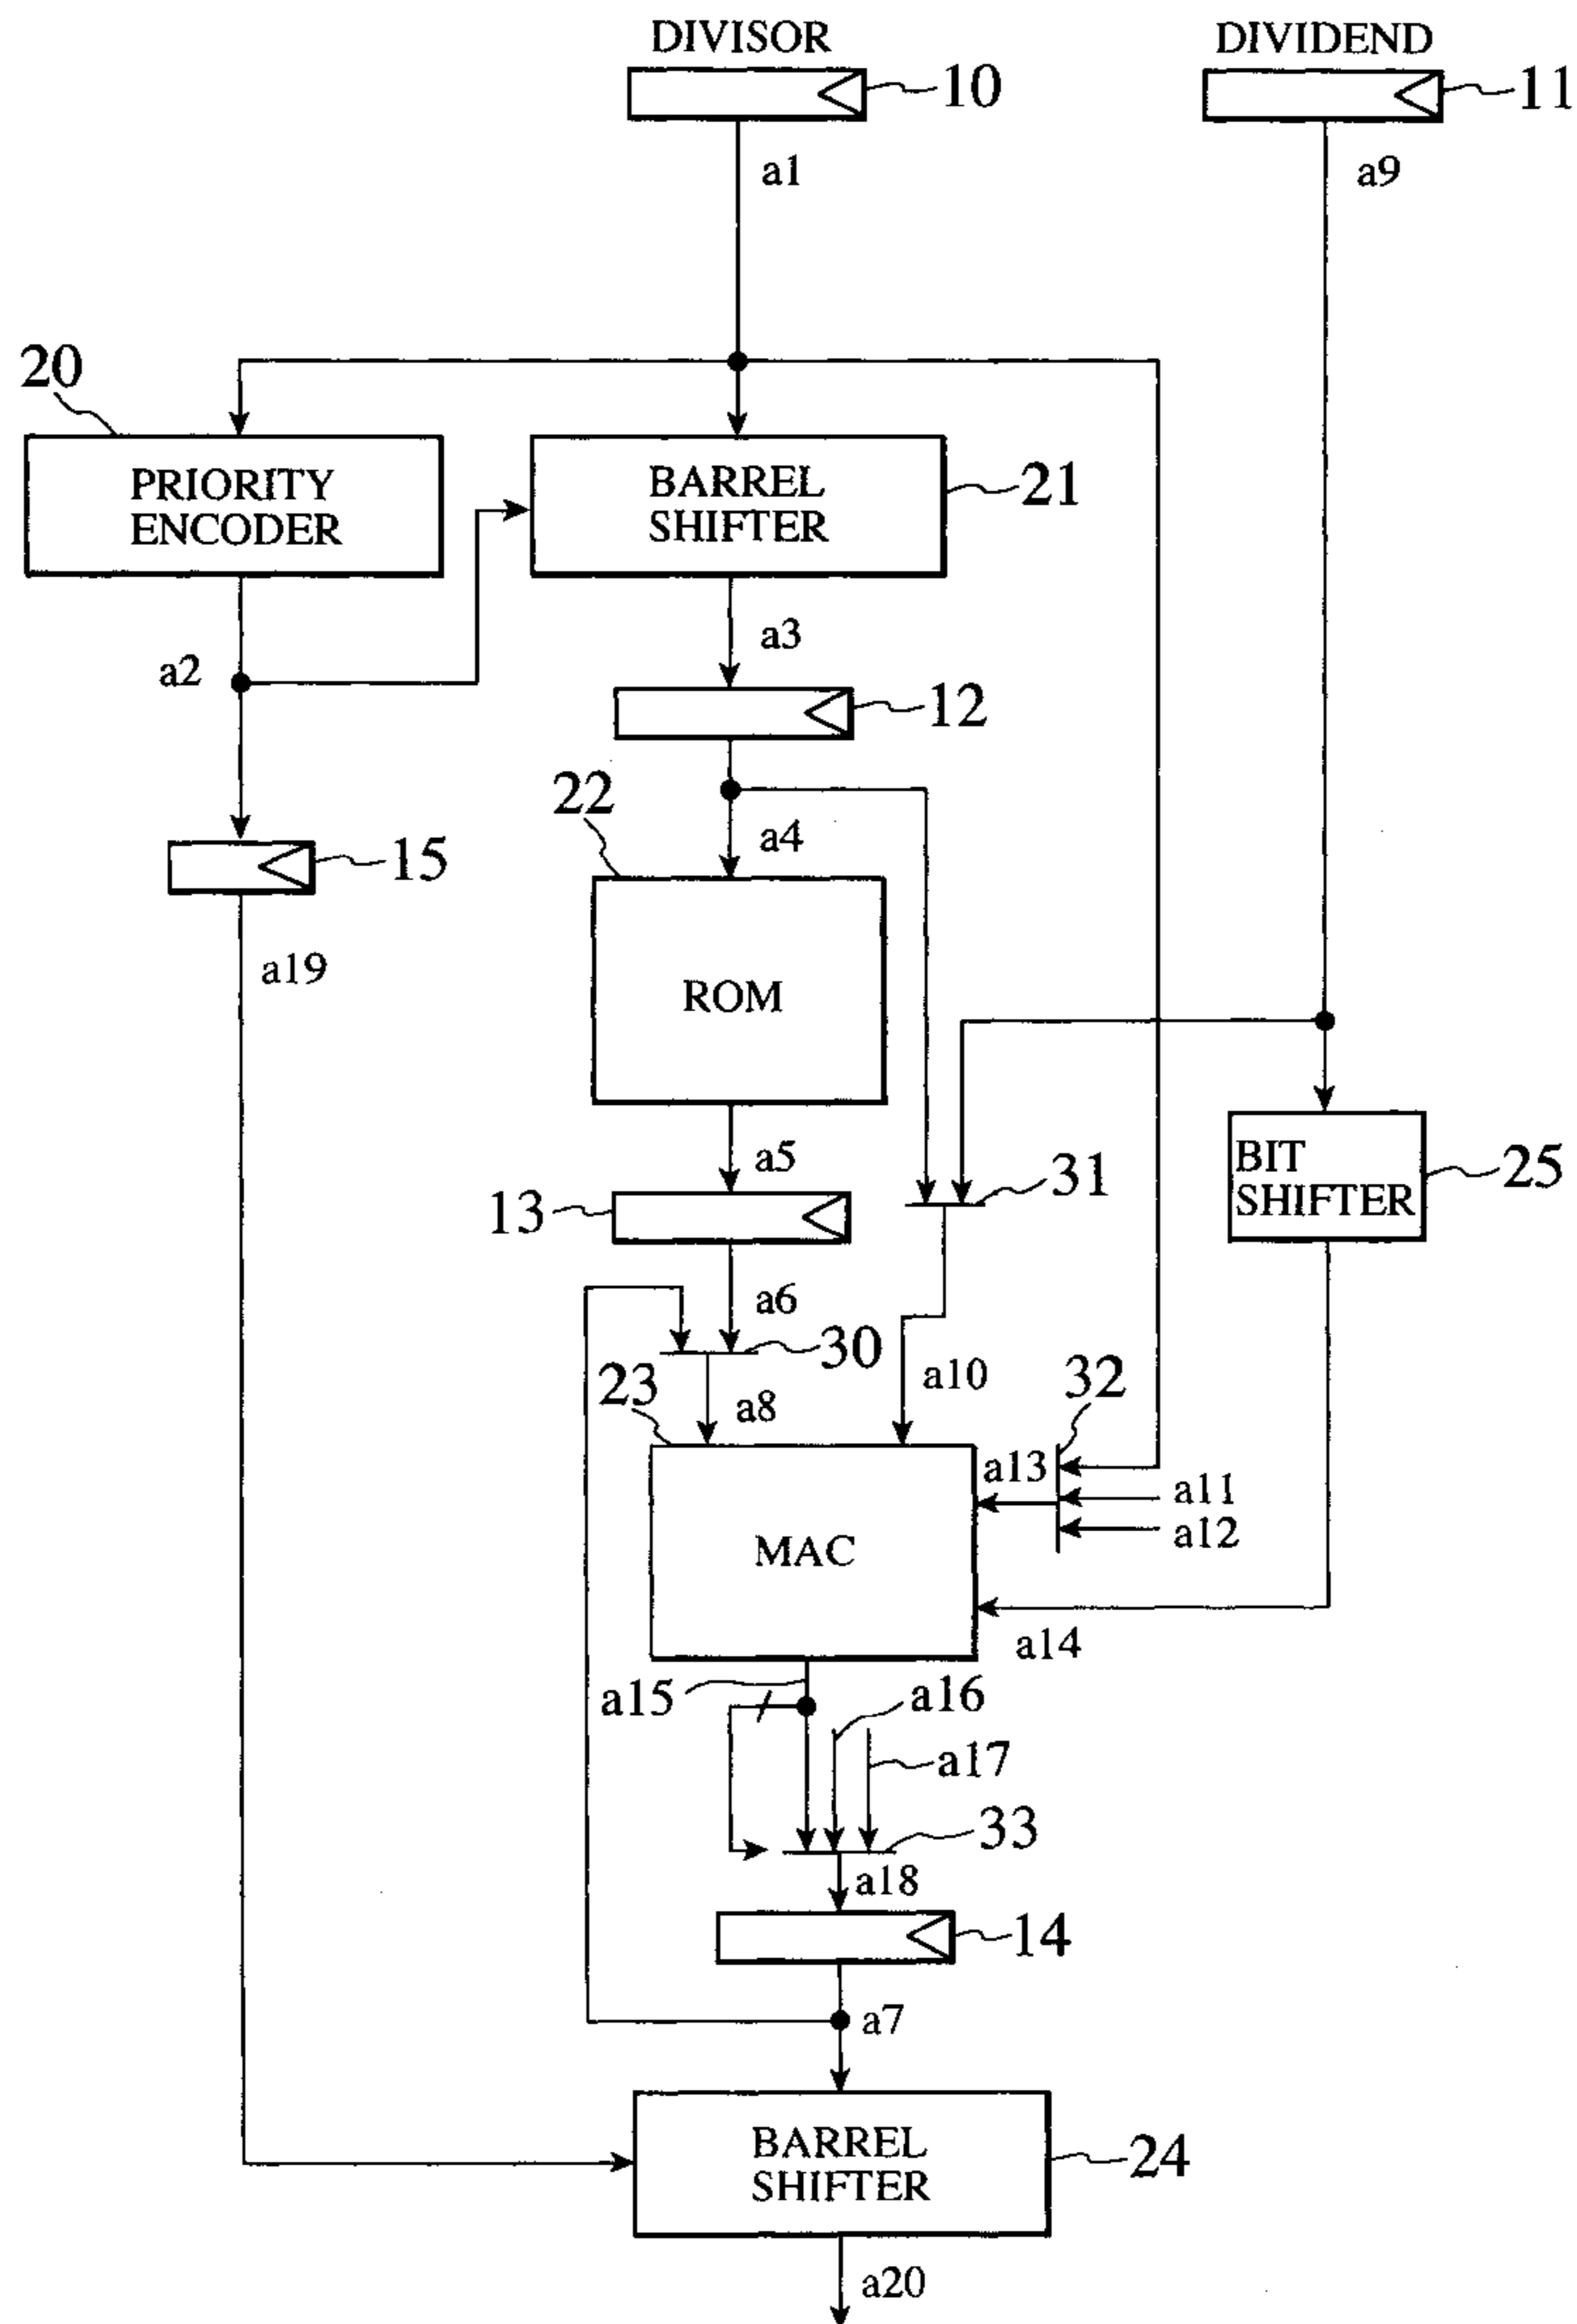 DIVISOR
DIVIDEND
10
11
a1
a9
20
PRIORITY
ENCODER
BARREL
SHIFTER
21
a2
a3
12
22
a4
15
a19
ROM
a5
31
BIT
SHIFTER
25
13
a6
30
23
a8
a10
32
a13
a11
a12
MAC
a14
a15
a16
a17
33
a18
14
a7
BARREL
SHIFTER
24
a20